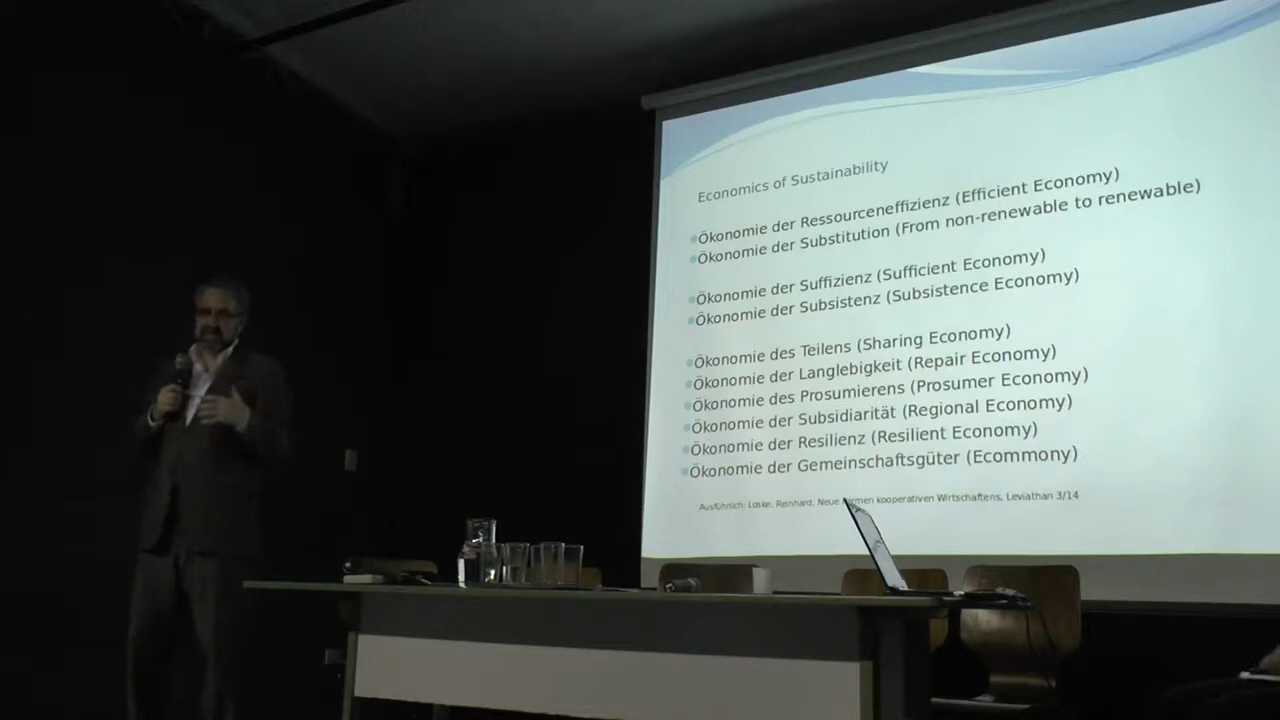 Economics of Sustainability
Ökonomie der Ressourceneffizienz (Efficient Economy)
Ökonomie der Substitution (From non-renewable to renewable)
Ökonomie der Suffizienz (Sufficient Economy)
Ökonomie der Subsistenz (Subsistence Economy)
Ökonomie des Teilens (Sharing Economy)
Ökonomie der Langlebigkeit (Repair Economy)
Ökonomie des Prosumierens (Prosumer Economy)
Ökonomie der Subsidiarität (Regional Economy)
Ökonomie der Resilienz (Resilient Economy)
Ökonomie der Gemeinschaftsgüter (Ecommony)
Ausführlich: Loske, Reinhard, Neue kooperativen Wirtschaftens, Leviathan 3/14